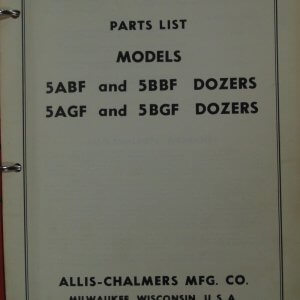 PARTS LIST
MODELS
5ABF and 5BBF DOZERS
5AGF and 5BGF DOZERS
ALLIS-CHALMERS MFG. CO.
MILWAUKEE, WISCONSIN, U. S. A.